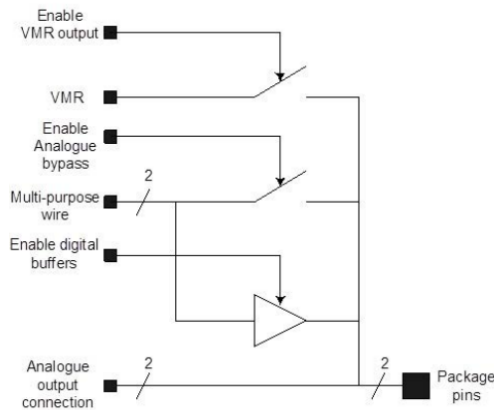 Enable
VMR output
VMR
Enable
Analogue
bypass
2
Multi-purpose
wire
Enable digital
buffers
2
2
Analogue
output
connection
Package
pins